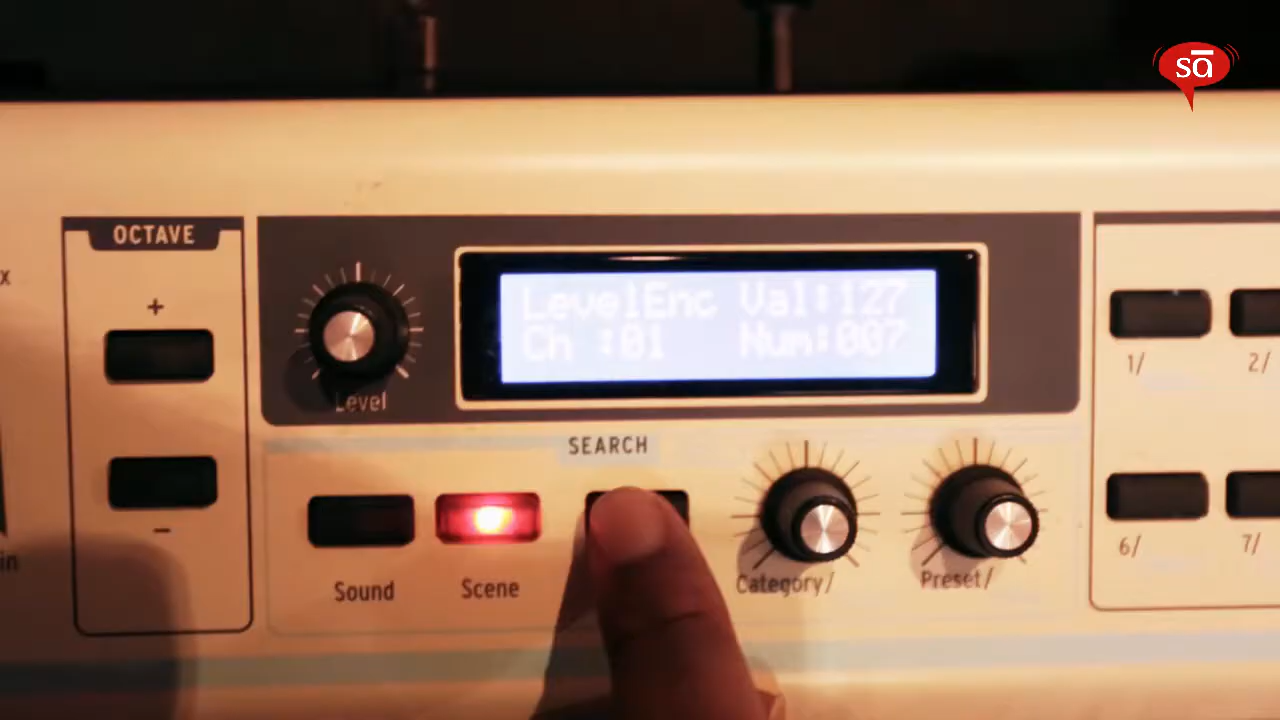 sā
x
OCTAVE
+
−
in
Level
LevelEnc Val:127
Ch :01 Num:007
SEARCH
Sound
Scene
Category/
Preset/
1/
2/
6/
7/